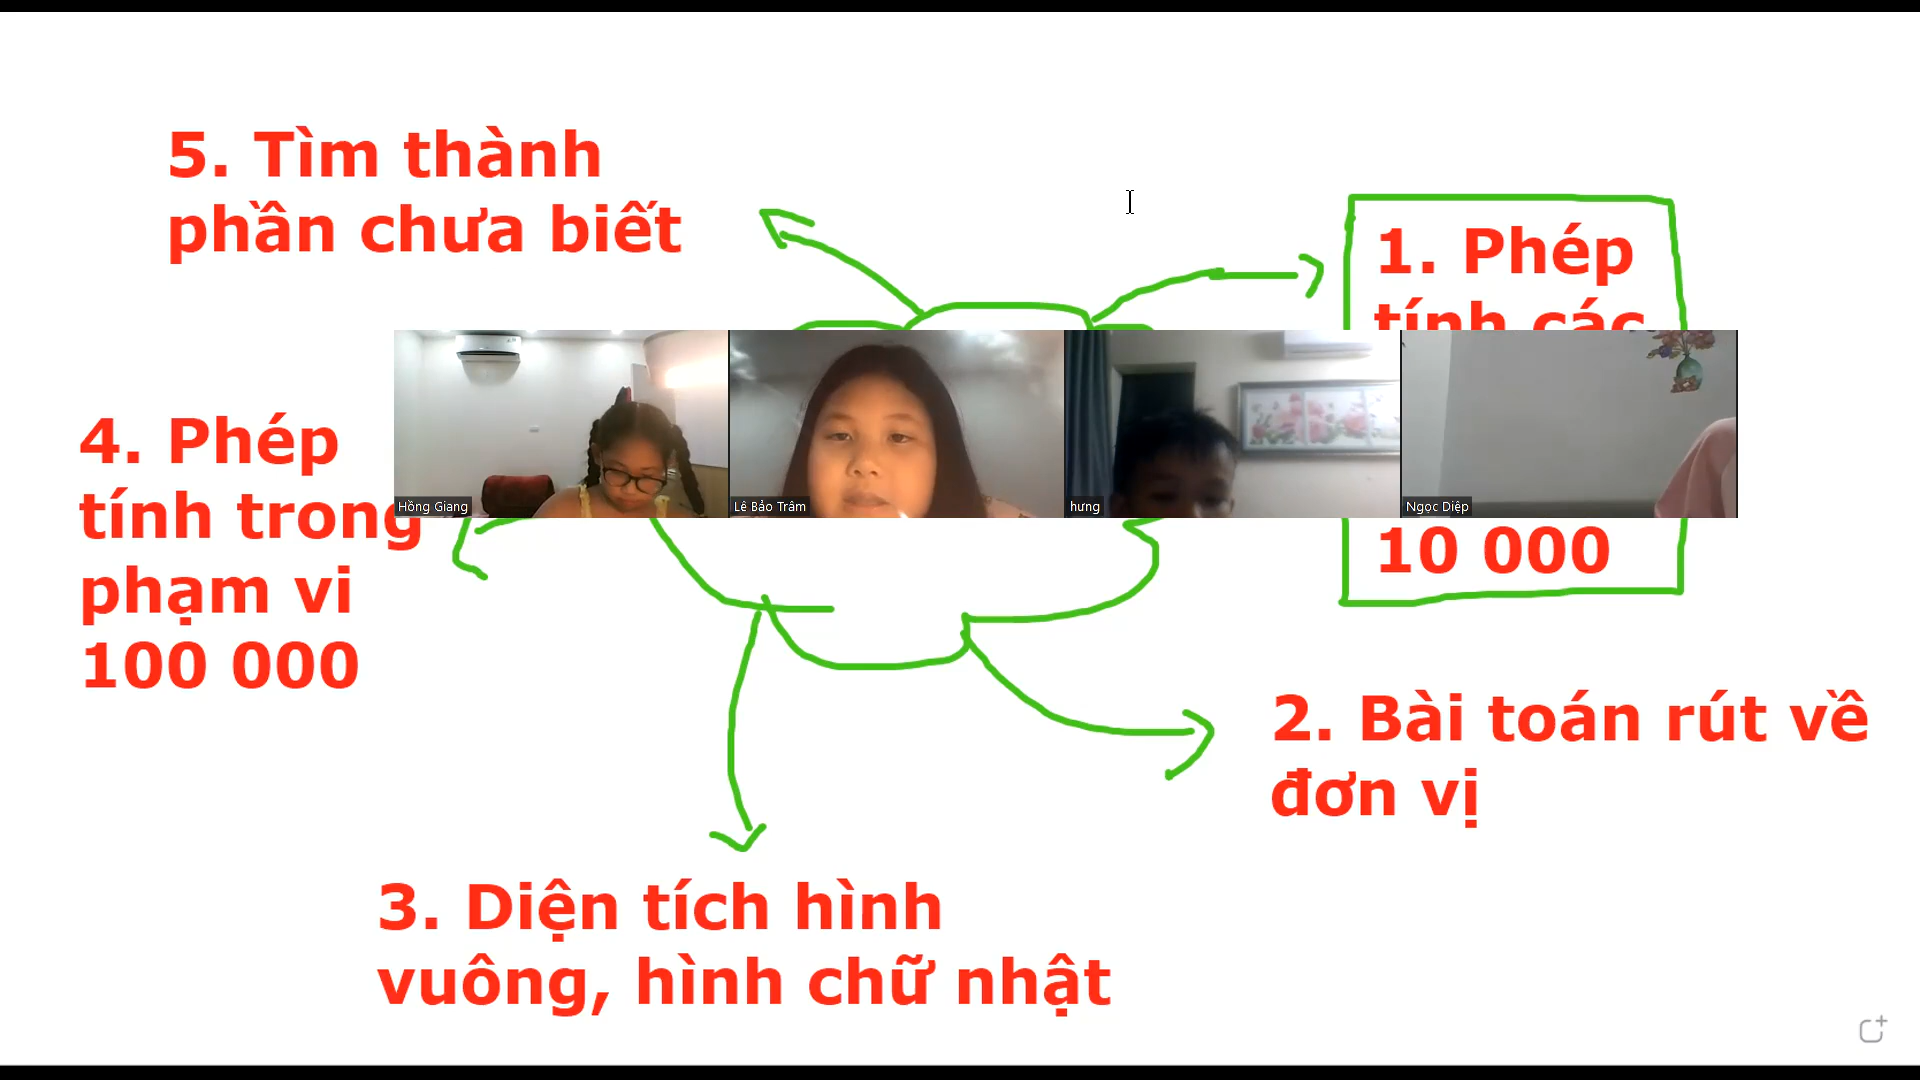 5. Tìm thành
phần chưa biết
1. Phép
tính các
10 000
4. Phép
tính trong
phạm vi
100 000
Hồng Giang
Lê Bảo Trâm
hưng
Ngọc Diệp
2. Bài toán rút về
đơn vị
3. Diện tích hình
vuông, hình chữ nhật